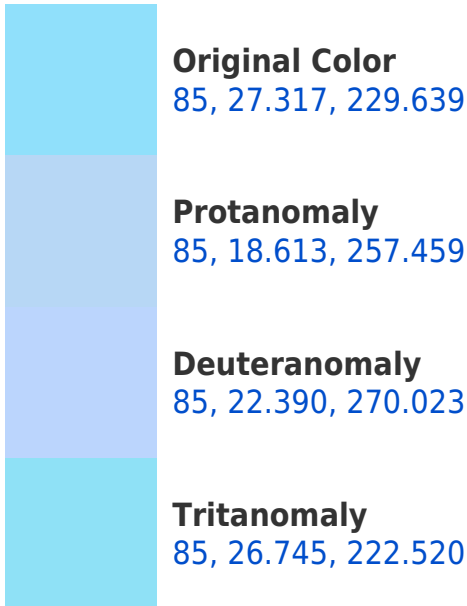 Original Color
85, 27.317, 229.639
Protanomaly
85, 18.613, 257.459
Deuteranomaly
85, 22.390, 270.023
Tritanomaly
85, 26.745, 222.520